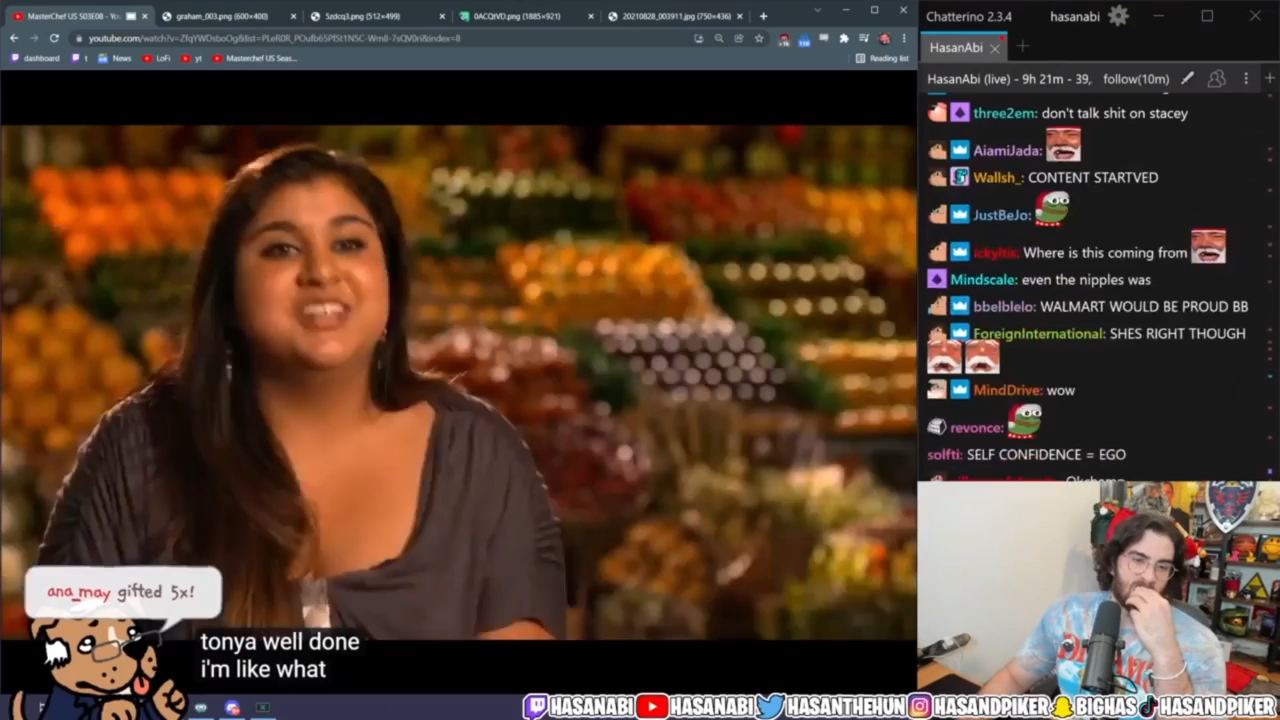 MasterChef US S03E08 - You
graham_003.png (600×400)
5zdcq3.png (512×499)
0ACQtVD.png (1885×921)
20210828_003911.jpg (750×436)
dashboard
t
News
LoFi
yt
Masterchef US Seas...
Reading list
ana_may gifted 5x!
tonya well done
i'm like what
Chatterino 2.3.4
hasanabi
HasanAbi
HasanAbi (live) - 9h 21m - 39,
follow(10m)
three2em: don't talk shit on stacey
AiamiJada:
Wallsh_: CONTENT STARTVED
JustBeJo:
ickyltis: Where is this coming from
Mindscale: even the nipples was
bbelblelo: WALMART WOULD BE PROUD BB
ForeignInternational: SHES RIGHT THOUGH
MindDrive: wow
revonce:
solfti: SELF CONFIDENCE = EGO
HASANABI
HASANABI
HASANTHEHUN
HASANDPIKER
BIGHAS
HASANDPIKER